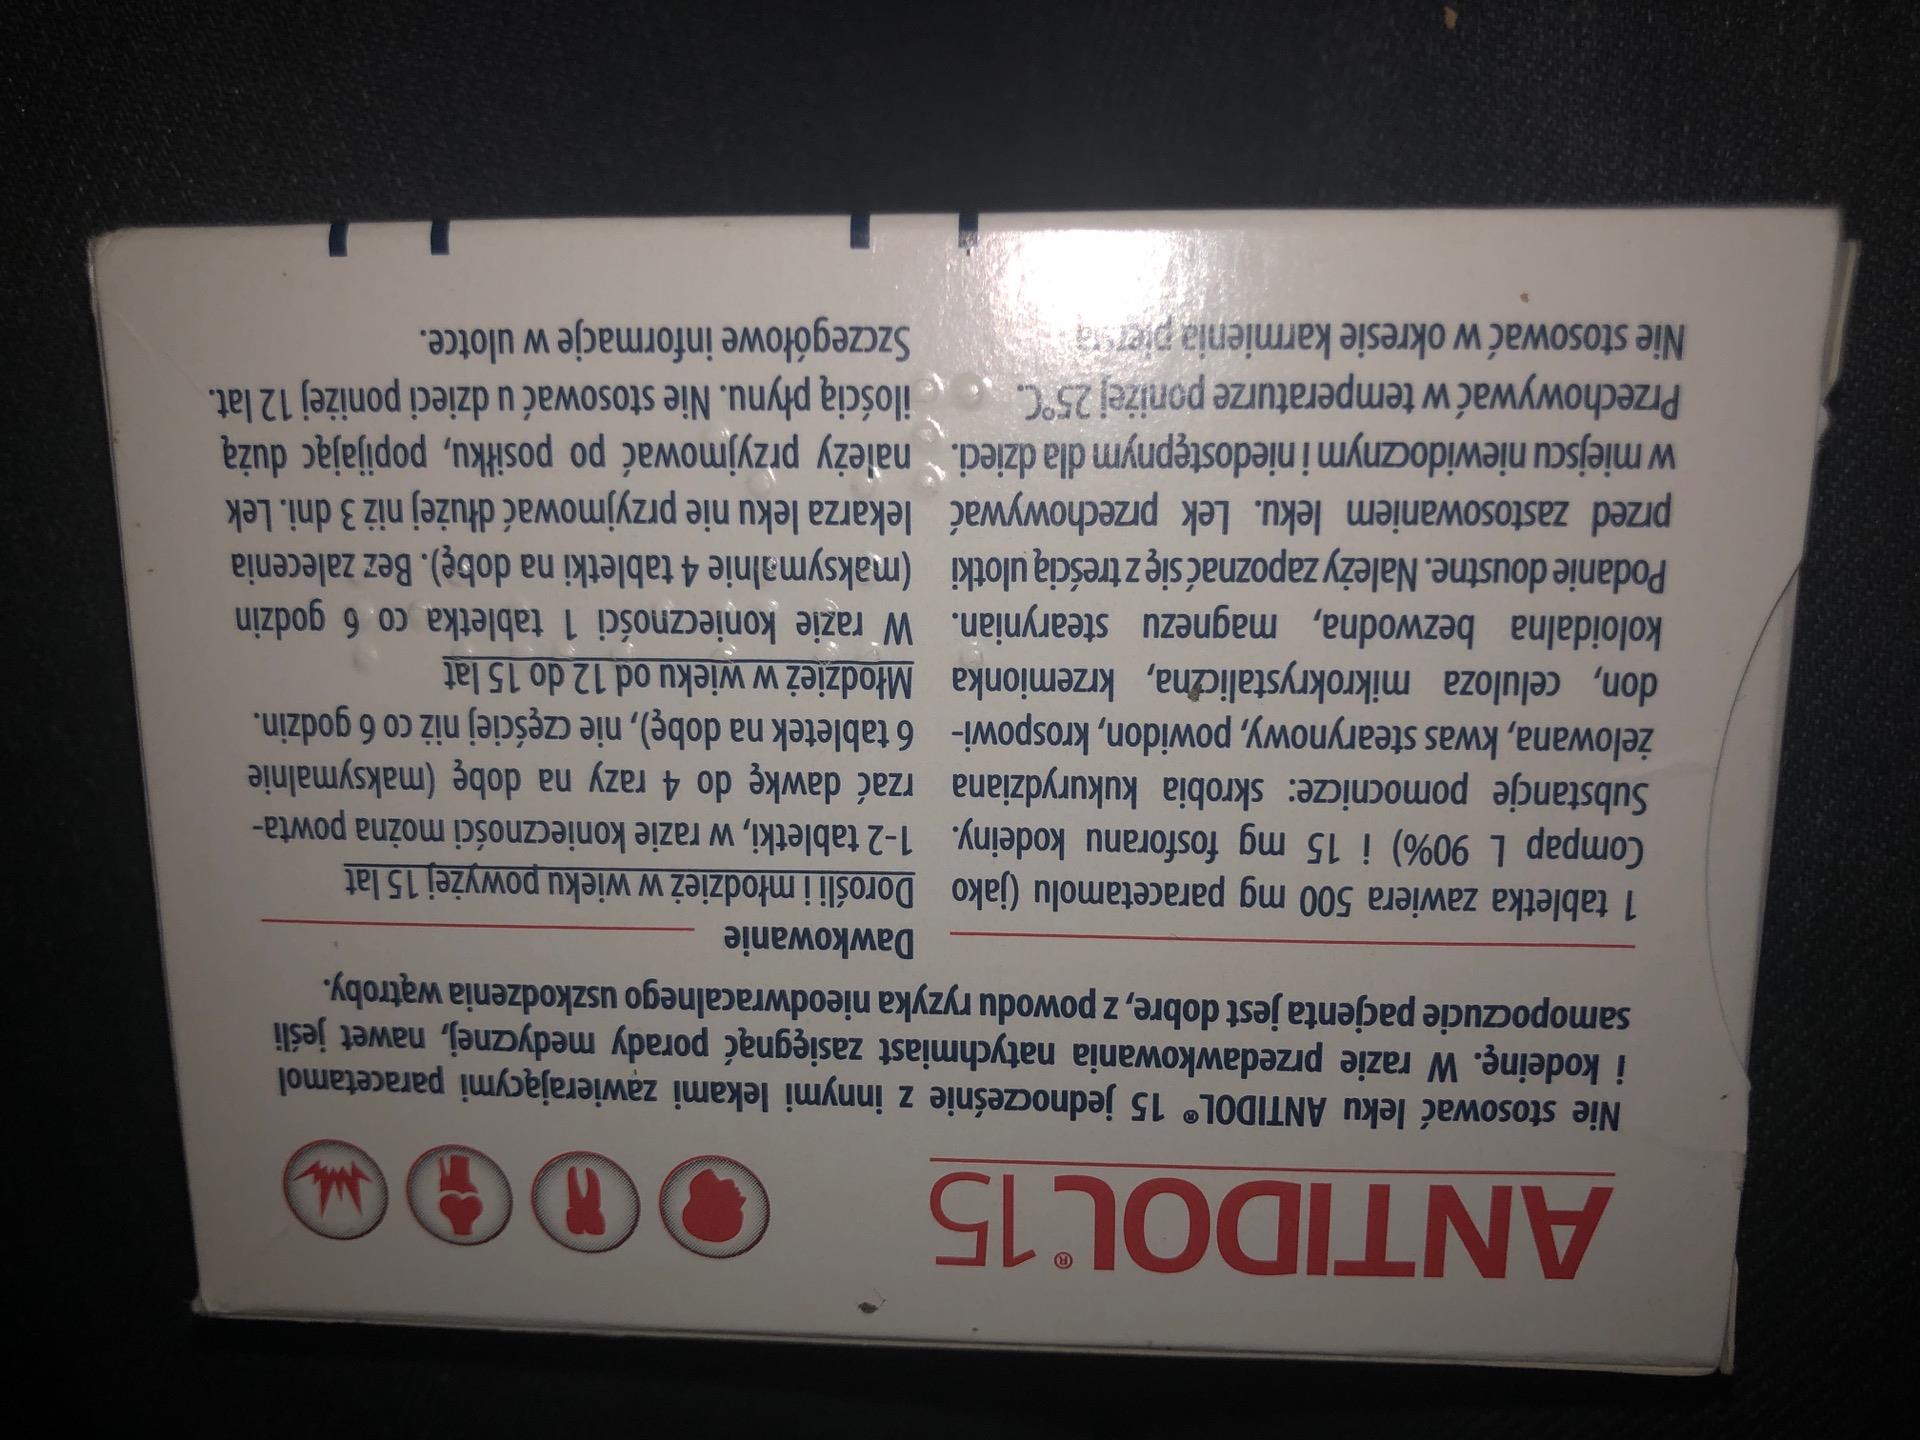 ANTIDOL® 15
Nie stosować leku ANTIDOL® 15 jednocześnie z innymi lekami zawierającymi paracetamol
i kodeinę. W razie przedawkowania natychmiast zasięgnąć porady medycznej, nawet jeśli
samopoczucie pacjenta jest dobre, z powodu ryzyka nieodwracalnego uszkodzenia wątroby.
1 tabletka zawiera 500 mg paracetamolu (jako
Compap L 90%) i 15 mg fosforanu kodeiny.
Substancje pomocnicze: skrobia kukurydziana
żelowana, kwas stearynowy, powidon, krospowi-
don, celuloza mikrokrystaliczna, krzemionka
koloidalna bezwodna, magnezu stearynian.
Podanie doustne. Należy zapoznać się z treścią ulotki
przed zastosowaniem leku. Lek przechowywać
w miejscu niewidocznym i niedostępnym dla dzieci.
Przechowywać w temperaturze poniżej 25°C.
Nie stosować w okresie karmienia piersią
Dawkowanie
Dorośli i młodzież w wieku powyżej 15 lat
1-2 tabletki, w razie konieczności można powta-
rzać dawkę do 4 razy na dobę (maksymalnie
6 tabletek na dobę), nie częściej niż co 6 godzin.
Młodzież w wieku od 12 do 15 lat
W razie konieczności 1 tabletka co 6 godzin
(maksymalnie 4 tabletki na dobę). Bez zalecenia
lekarza leku nie przyjmować dłużej niż 3 dni. Lek
należy przyjmować po posiłku, popijając dużą
ilością płynu. Nie stosować u dzieci poniżej 12 lat.
Szczegółowe informacje w ulotce.